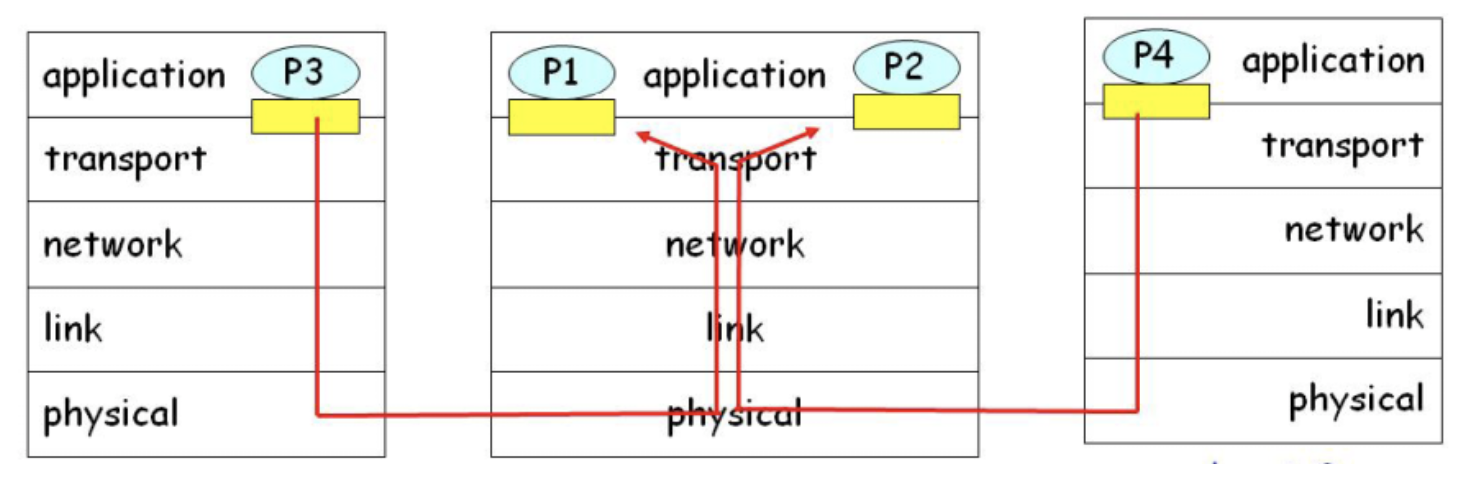 application P3
transport
network
link
physical
P1 application P2
transport
network
link
physical
P4 application
transport
network
link
physical